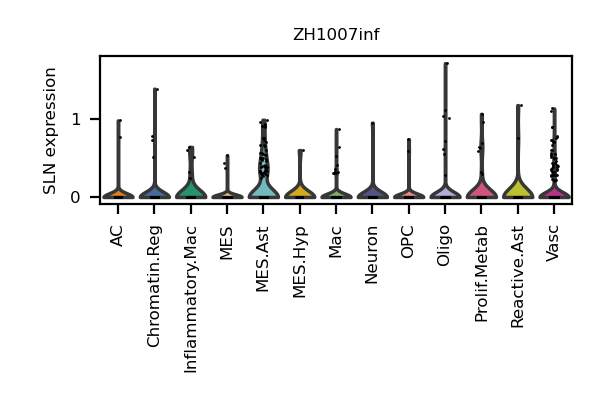 ZH1007inf
SLN expression
1
0
AC
Chromatin.Reg
Inflammatory.Mac
MES
MES.Ast
MES.Hyp
Mac
Neuron
OPC
Oligo
Prolif.Metab
Reactive.Ast
Vasc